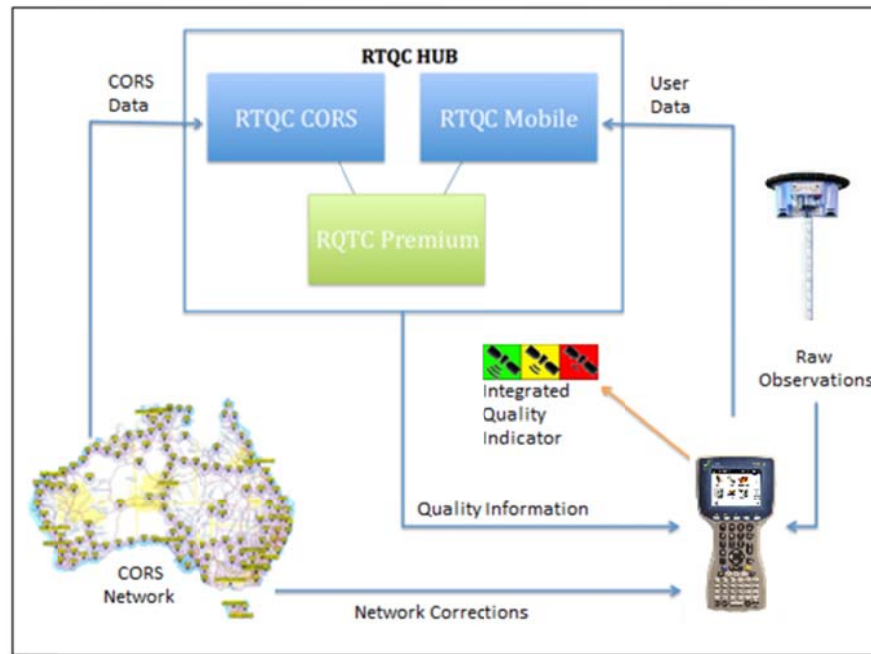 RTQC HUB
CORS
Data
RTQC CORS
RTQC Mobile
User
Data
RQTC Premium
Raw
Observations
Integrated
Quality
Indicator
Quality Information
CORS
Network
Network Corrections